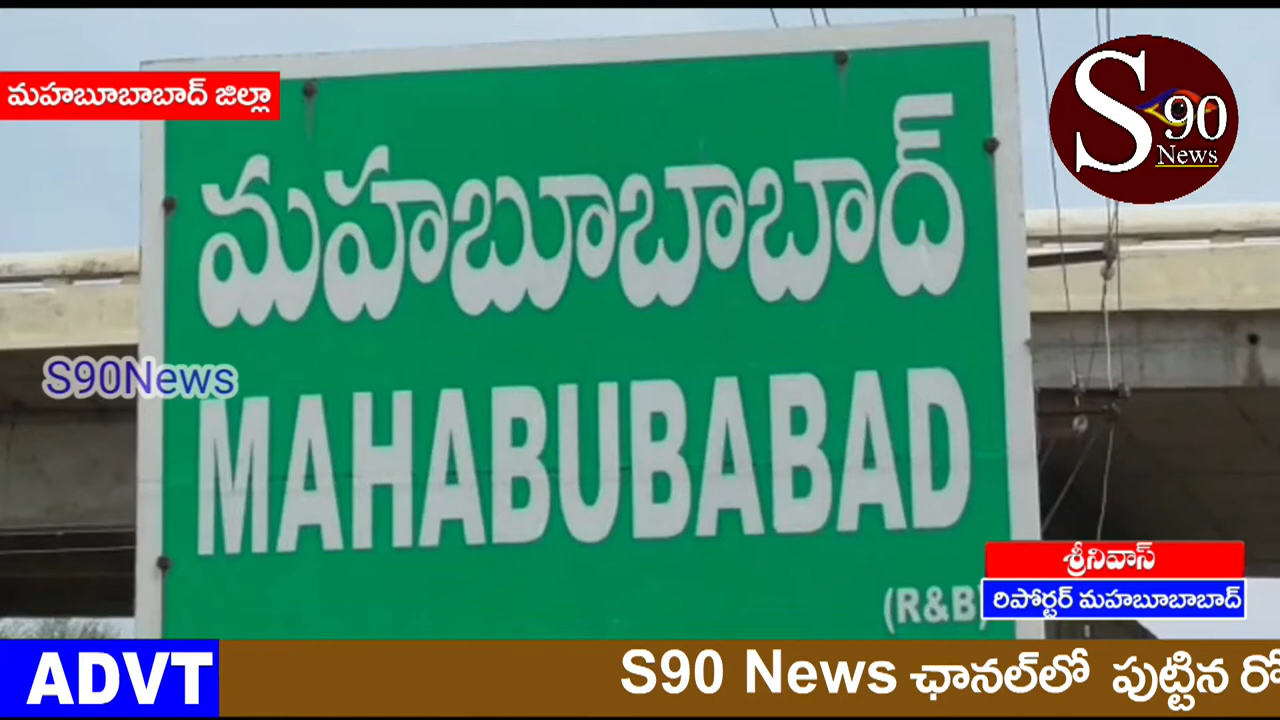 మహబూబాబాద్ జిల్లా
S90
News
మహబూబాబాద్
S90News
MAHABUBABAD
(R&B)
శ్రీనివాస్
రిపోర్టర్ మహబూబాబాద్
ADVT
S90 News ఛానల్‌లో పుట్టిన రో